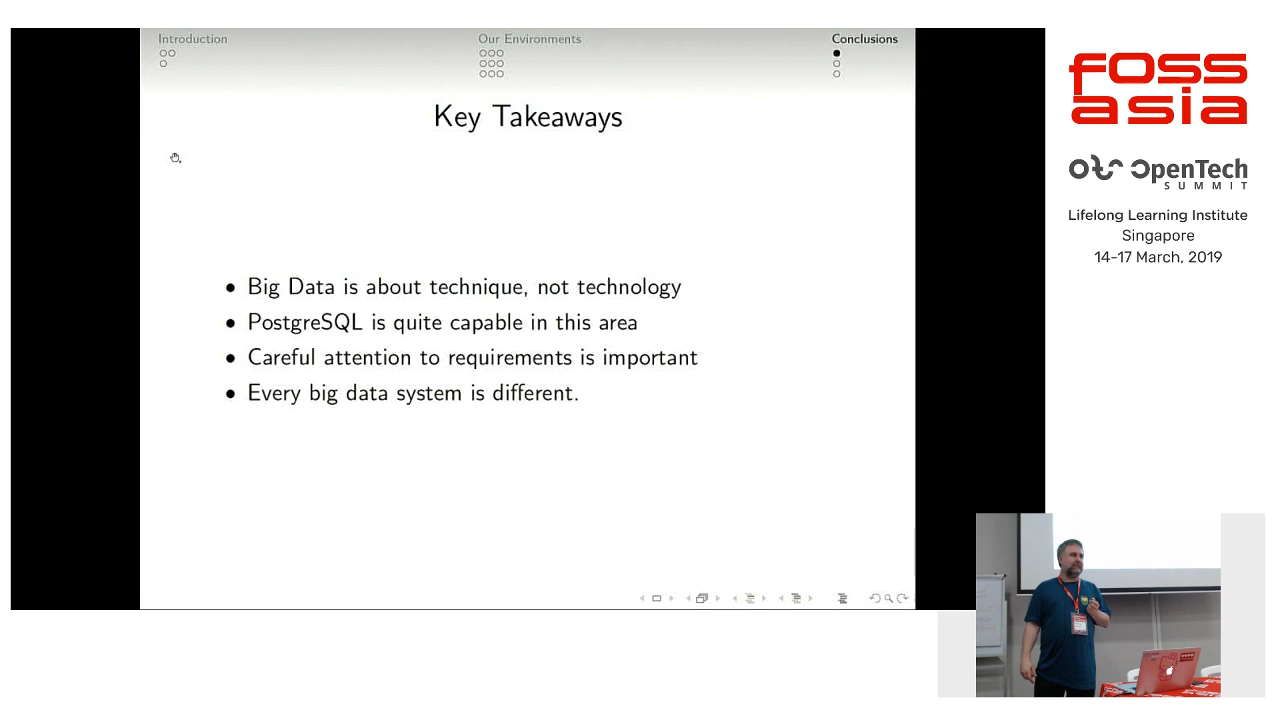 Introduction
Our Environments
Conclusions
Key Takeaways
• Big Data is about technique, not technology
• PostgreSQL is quite capable in this area
• Careful attention to requirements is important
• Every big data system is different.
FOSS
asia
OpenTech
SUMMIT
Lifelong Learning Institute
Singapore
14-17 March, 2019